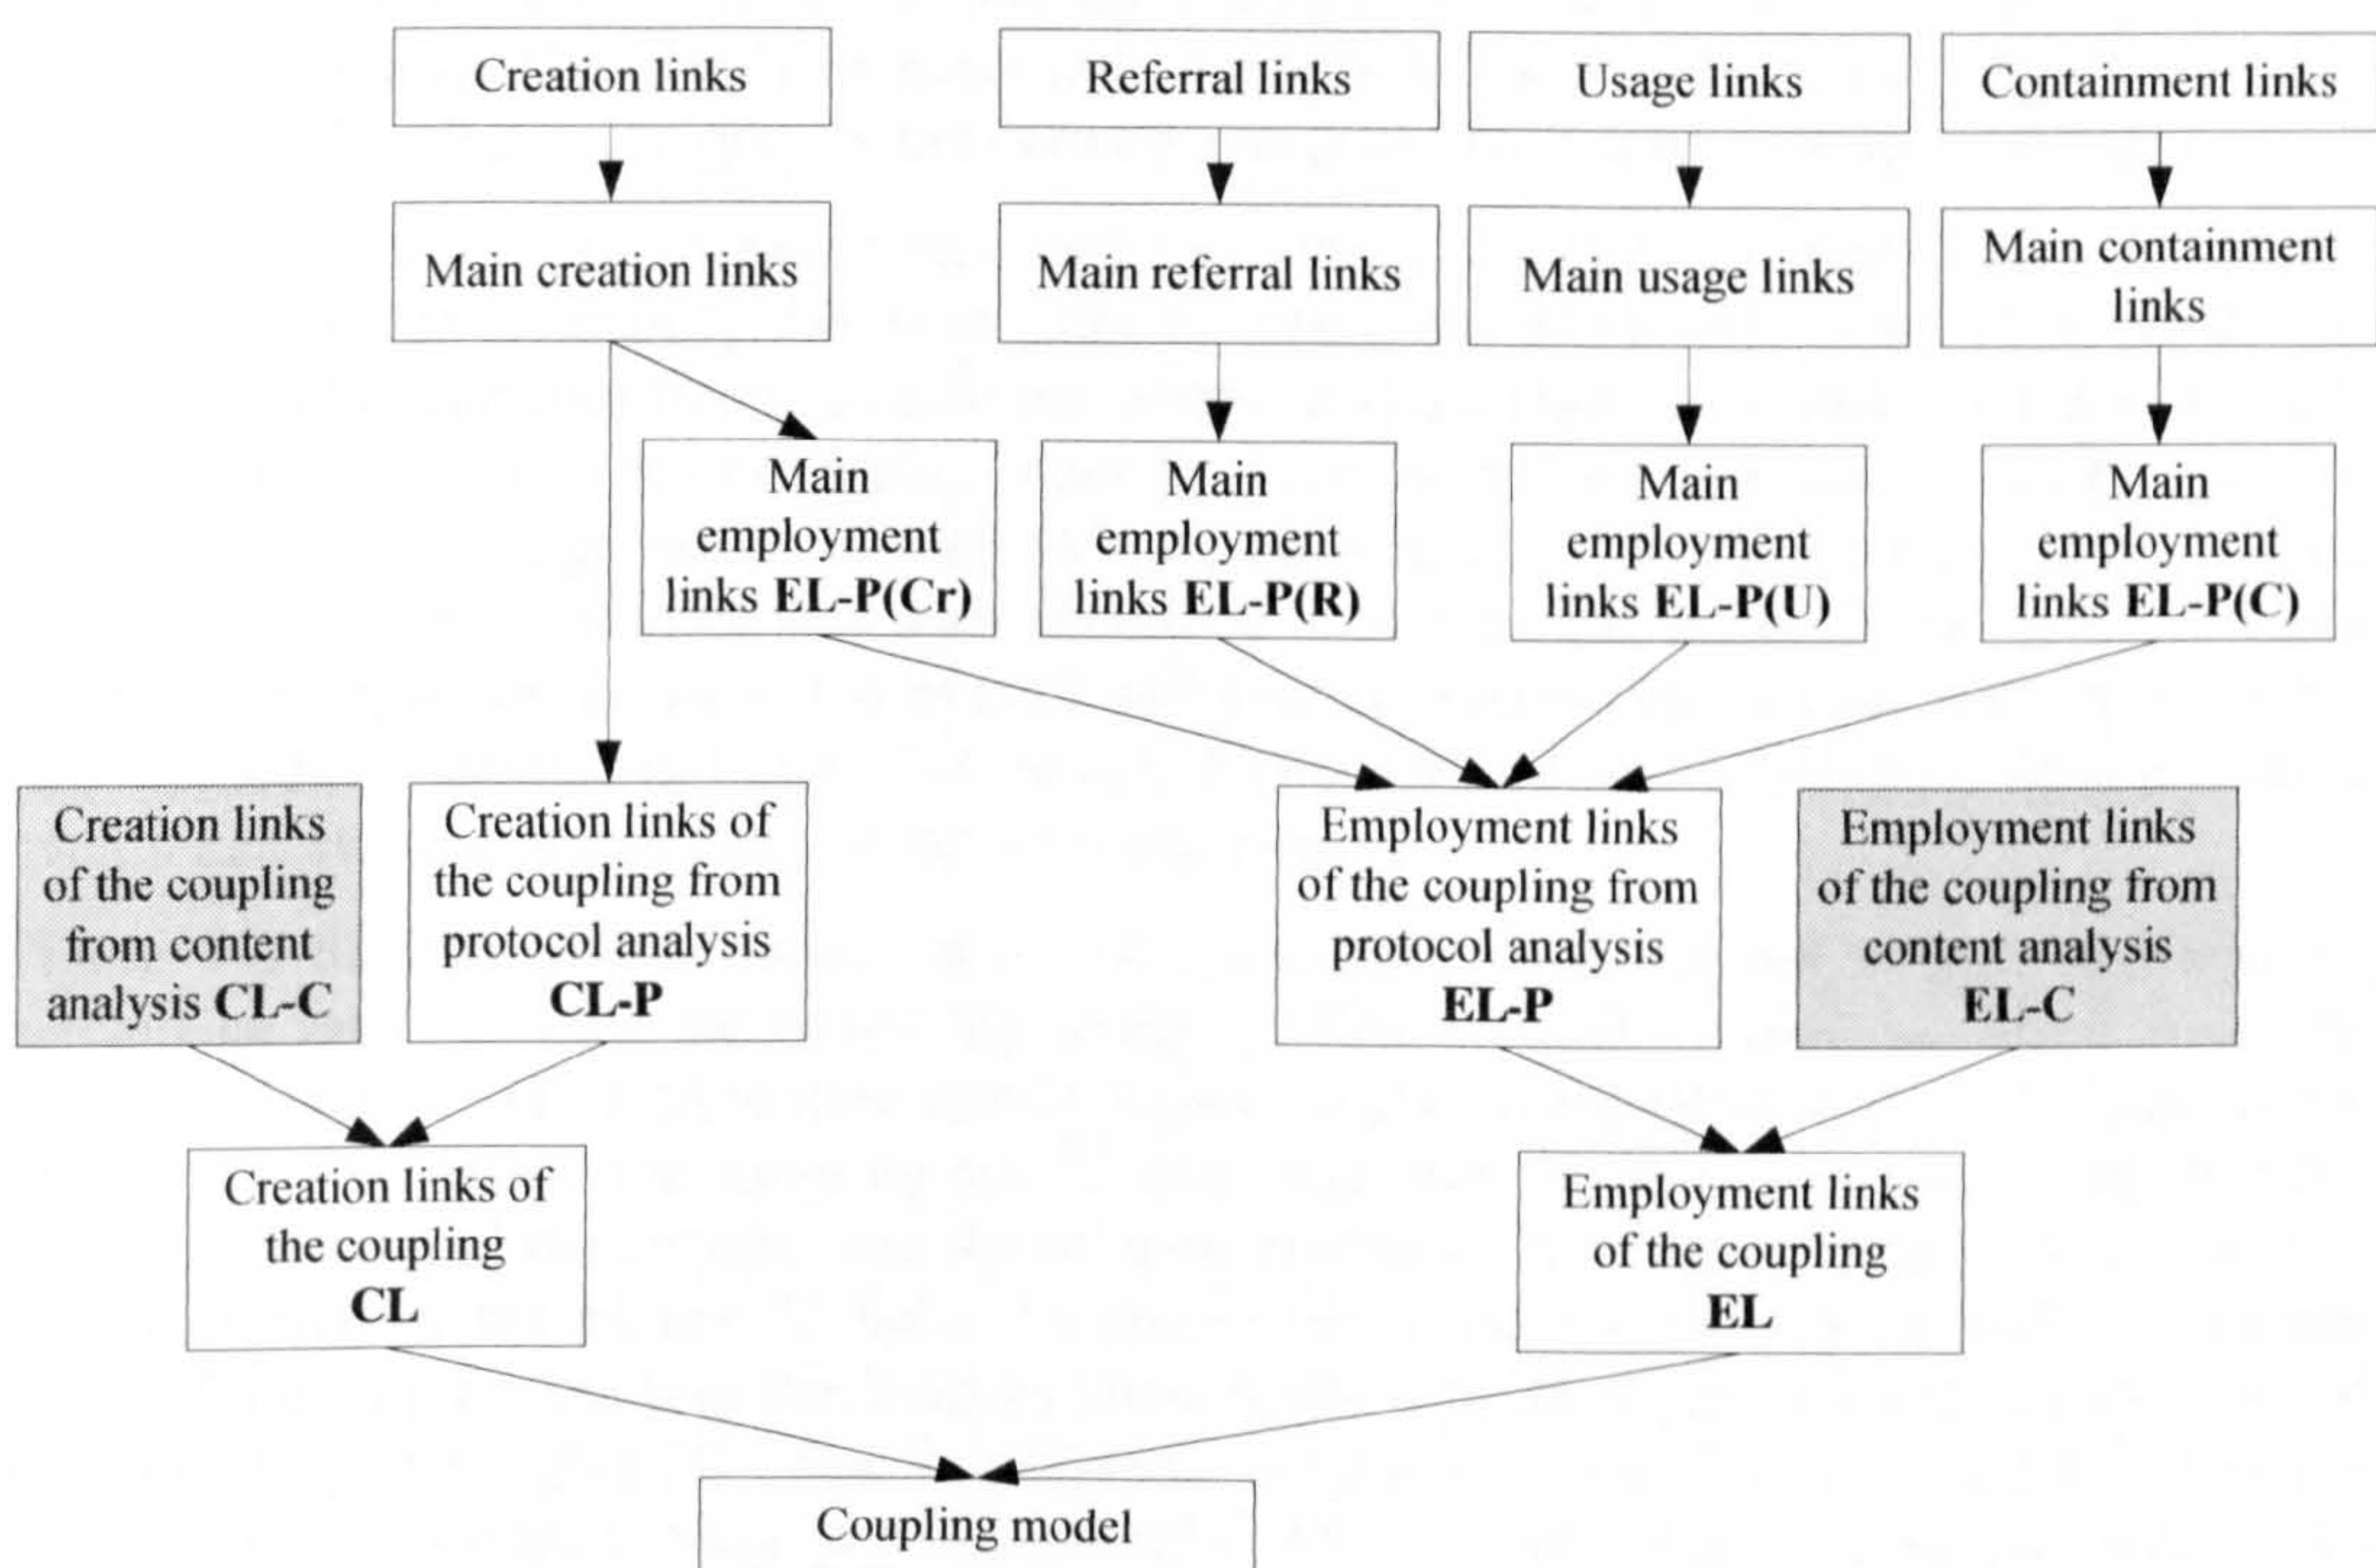 Creation links
Referral links
Usage links
Containment links
Main creation links
Main referral links
Main usage links
Main containment
links
Main
employment
links EL-P(Cr)
Main
employment
links EL-P(R)
Main
employment
links EL-P(U)
Main
employment
links EL-P(C)
Creation links
of the coupling
from content
analysis CL-C
Creation links of
the coupling from
protocol analysis
CL-P
Employment links
of the coupling from
protocol analysis
EL-P
Employment links
of the coupling from
content analysis
EL-C
Creation links of
the coupling
CL
Employment links
of the coupling
EL
Coupling model